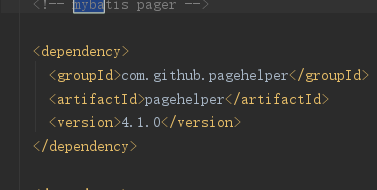 <!-- mybatis pager -->
<dependency>
<groupId>com.github.pagehelper</groupId>
<artifactId>pagehelper</artifactId>
<version>4.1.0</version>
</dependency>